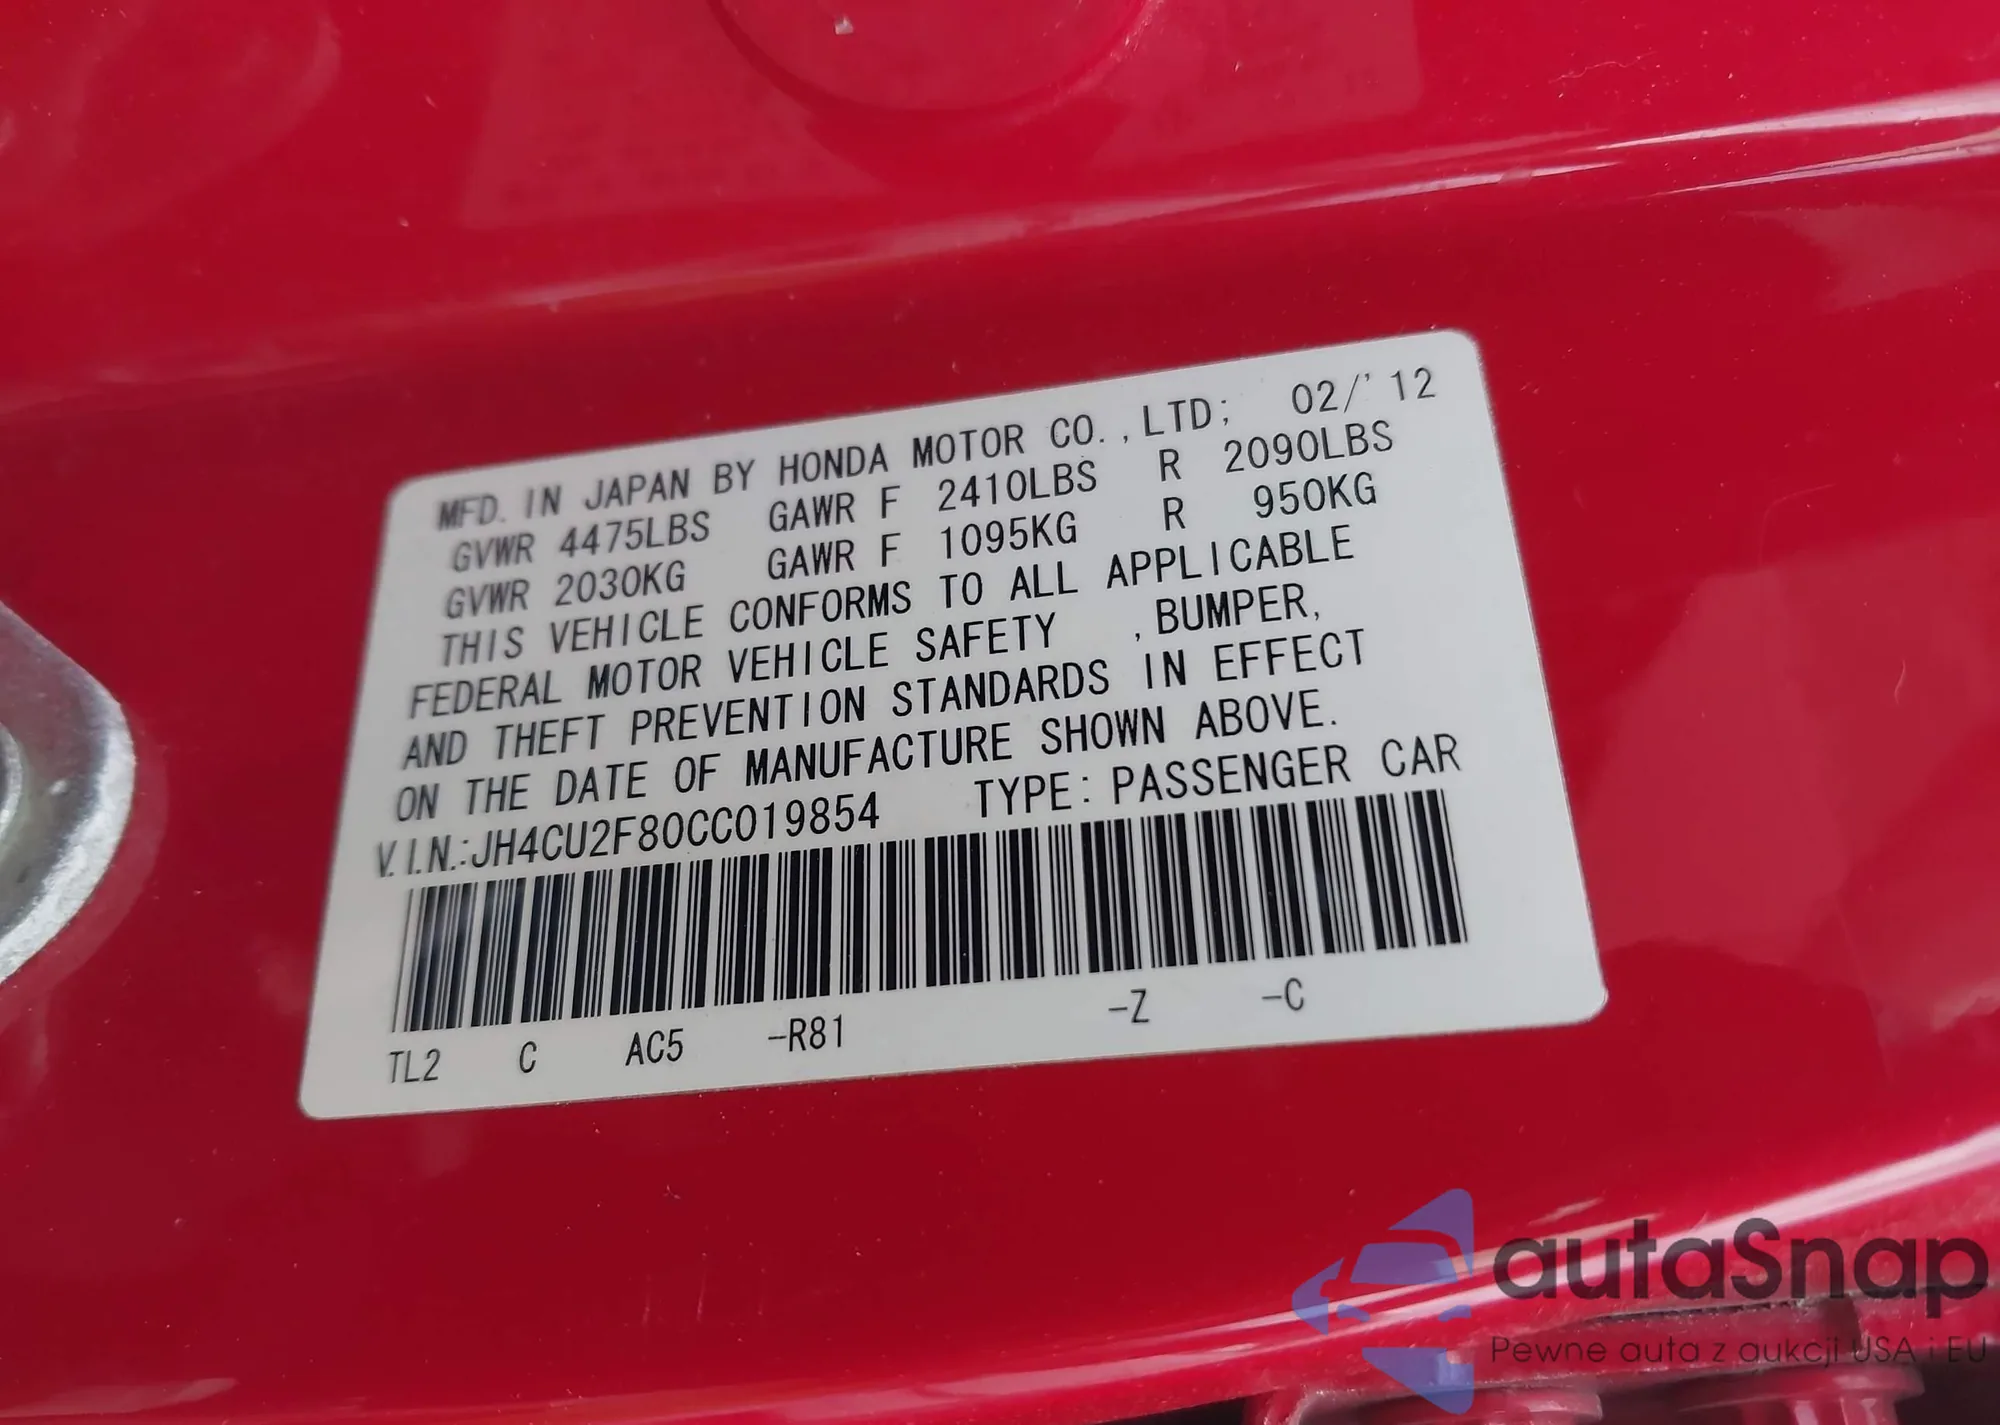 MFD. IN JAPAN BY HONDA MOTOR CO.,LTD; 02/'12
GVWR 4475LBS GAWR F 2410LBS R 2090LBS
GVWR 2030KG GAWR F 1095KG R 950KG
THIS VEHICLE CONFORMS TO ALL APPLICABLE
FEDERAL MOTOR VEHICLE SAFETY , BUMPER,
AND THEFT PREVENTION STANDARDS IN EFFECT
ON THE DATE OF MANUFACTURE SHOWN ABOVE.
V.I.N.:JH4CU2F80CC019854 TYPE: PASSENGER CAR
TL2 C AC5 -R81 -Z -C
autaSnap
Pewne auta z aukcji USA i EU